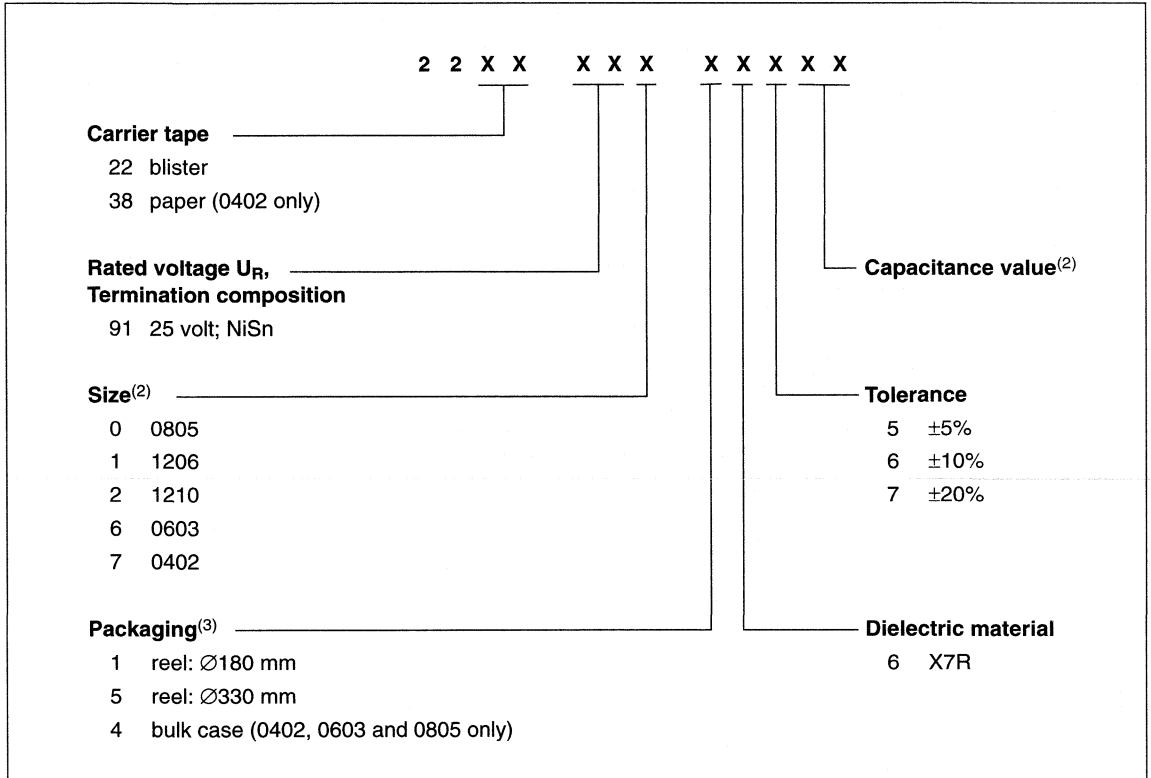 2 2 X X X X X X X X X X
Carrier tape
22 blister
38 paper (0402 only)
Rated voltage UR,
Termination composition
91 25 volt; NiSn
Capacitance value(2)
Size(2)
0 0805
1 1206
2 1210
6 0603
7 0402
Tolerance
5 ±5%
6 ±10%
7 ±20%
Packaging(3)
1 reel: ∅180 mm
5 reel: ∅330 mm
4 bulk case (0402, 0603 and 0805 only)
Dielectric material
6 X7R